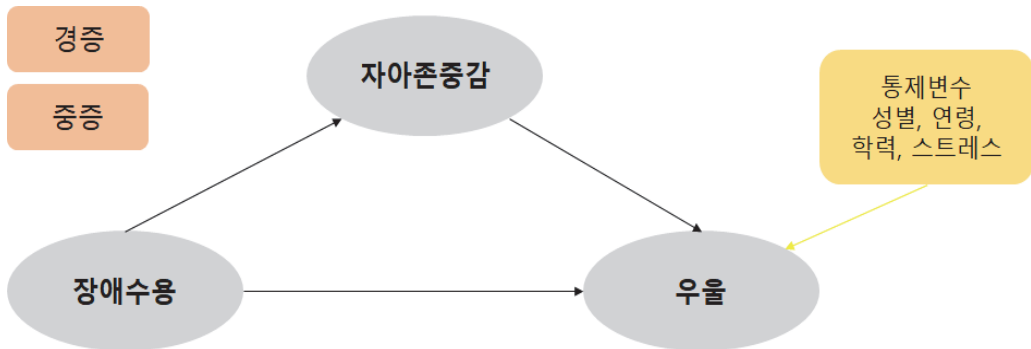 경증
중증
자아존중감
통제변수
성별, 연령,
학력, 스트레스
장애수용
우울